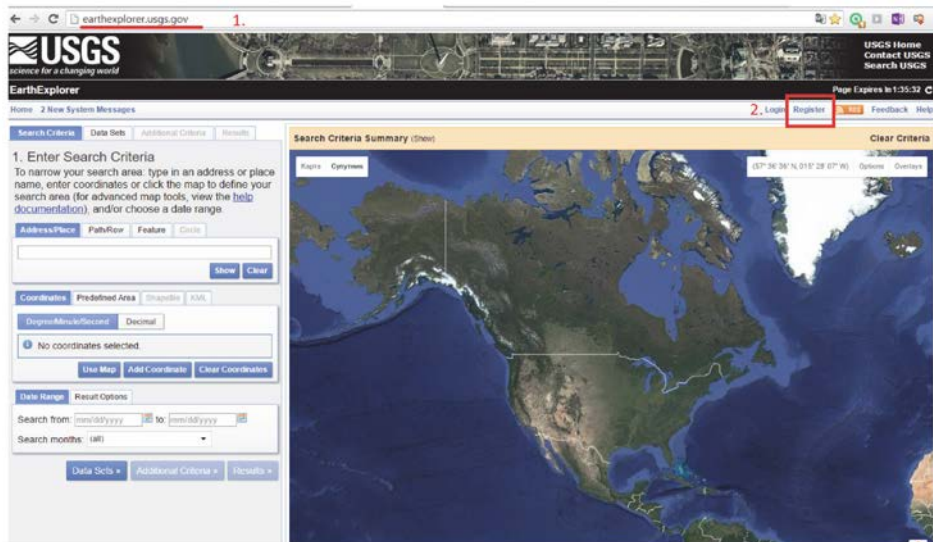 earthexplorer.usgs.gov 1.
USGS
science for a changing world
USGS Home
Contact USGS
Search USGS
EarthExplorer
Page Expires In 1:35:32
Home 2 New System Messages
2. Login Register RSS Feedback Help
Search Criteria Data Sets Additional Criteria Results
1. Enter Search Criteria
To narrow your search area: type in an address or place
name, enter coordinates or click the map to define your
search area (for advanced map tools, view the help
documentation), and/or choose a date range.
Address/Place Path/Row Feature Circle
Show Clear
Coordinates Predefined Area Shapefile KML
Degree/Minute/Second Decimal
No coordinates selected.
Use Map Add Coordinate Clear Coordinates
Date Range Result Options
Search from: mm/dd/yyyy to: mm/dd/yyyy
Search months: (all)
Data Sets » Additional Criteria » Results »
Search Criteria Summary (Show) Clear Criteria
Карта Спутник
(57° 36' 36" N, 015° 28' 07" W) Options Overlays